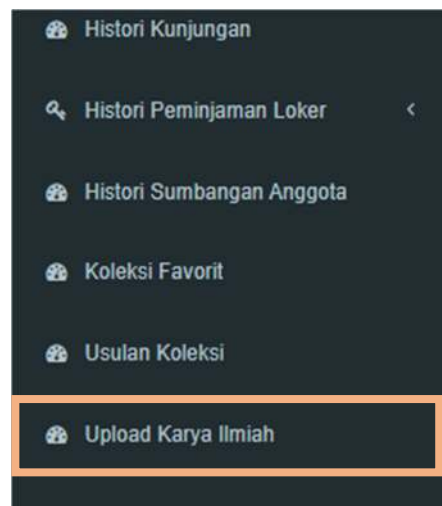 Histori Kunjungan
Histori Peminjaman Loker
Histori Sumbangan Anggota
Koleksi Favorit
Usulan Koleksi
Upload Karya Ilmiah